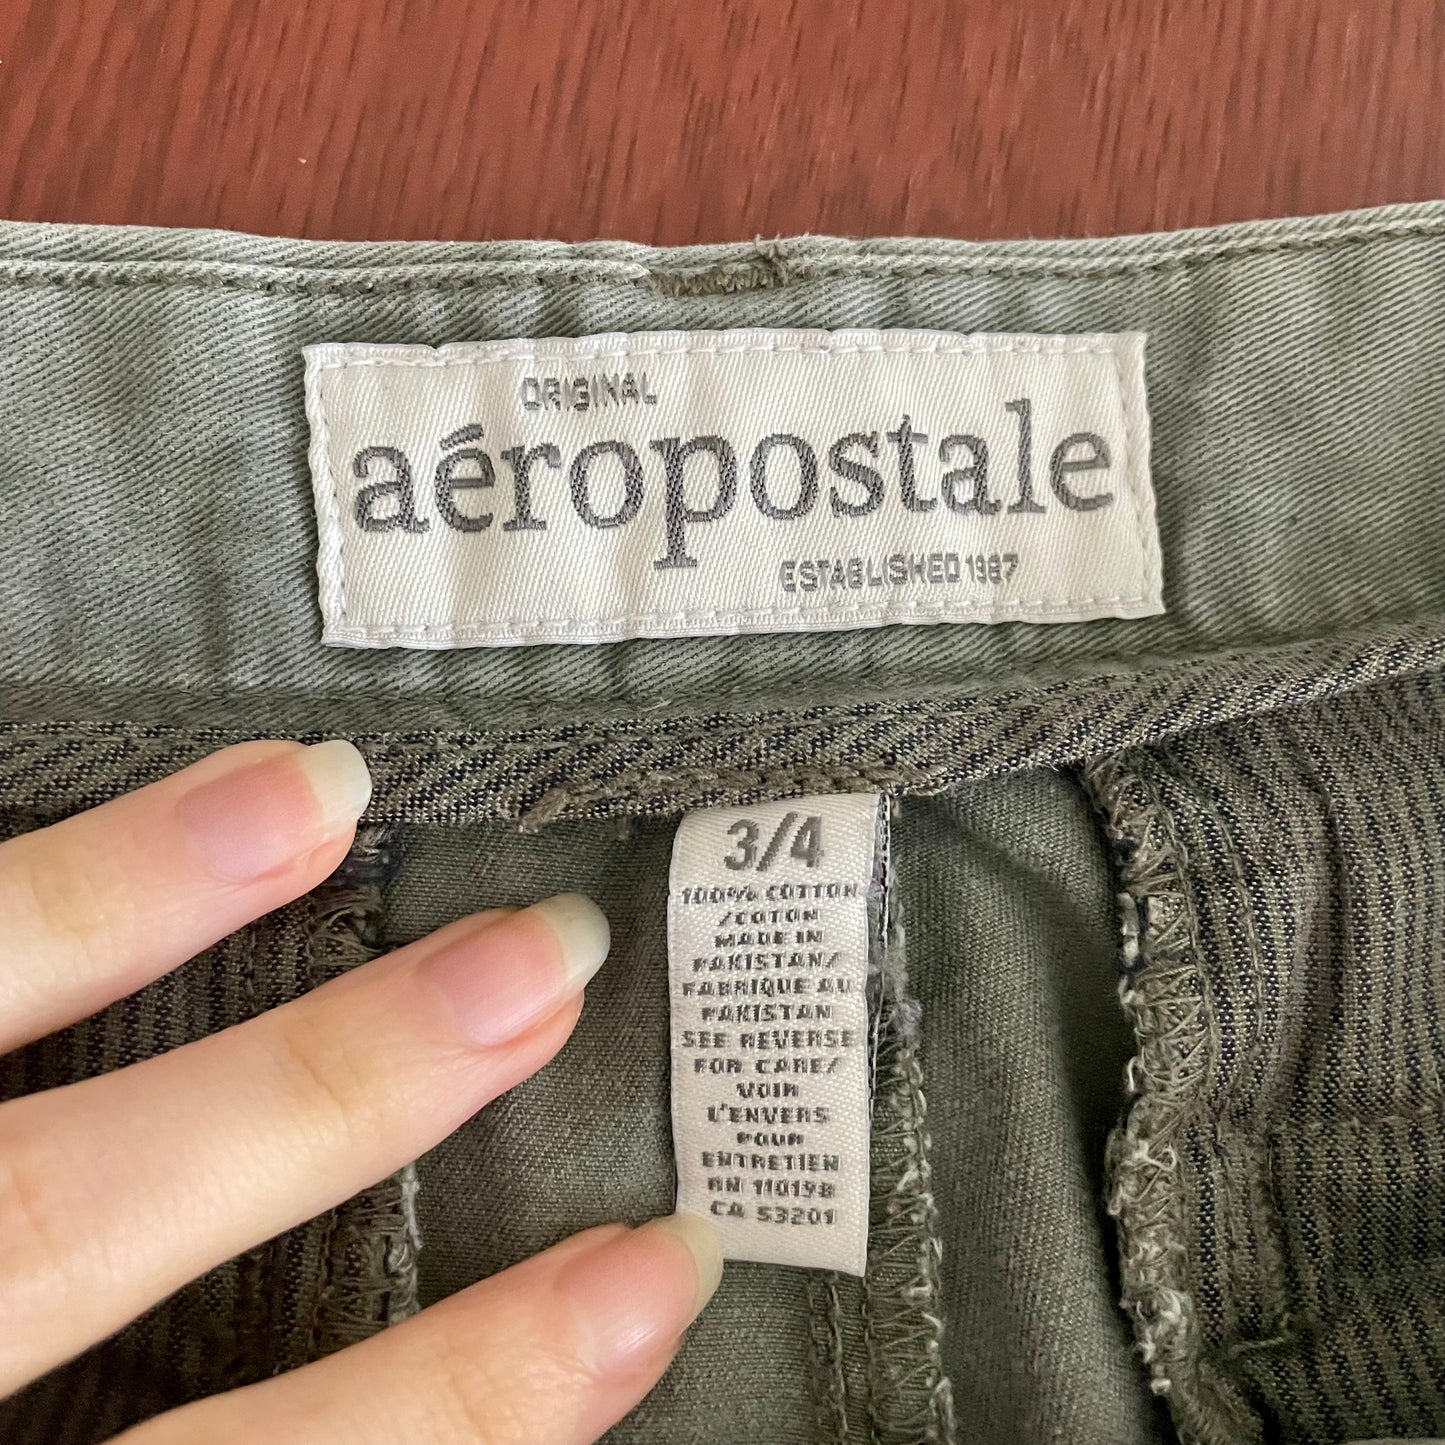 ORIGINAL
aéropostale
ESTABLISHED 1987
3/4
100% COTTON
/COTON
MADE IN
PAKISTAN/
FABRIQUE AU
PAKISTAN
SEE REVERSE
FOR CARE/
VOIR
L'ENVERS
POUR
ENTRETIEN
RN 110198
CA 53201